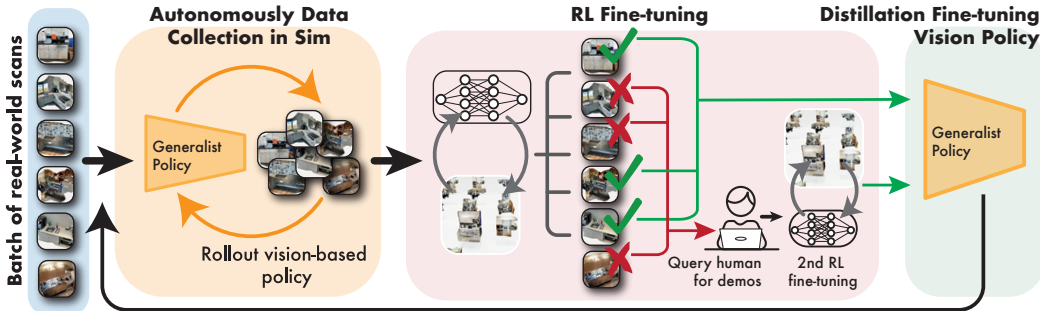 Batch of real-world scans
Autonomously Data
Collection in Sim
Generalist
Policy
Rollout vision-based
policy
RL Fine-tuning
Query human
for demos
2nd RL
fine-tuning
Distillation Fine-tuning
Vision Policy
Generalist
Policy